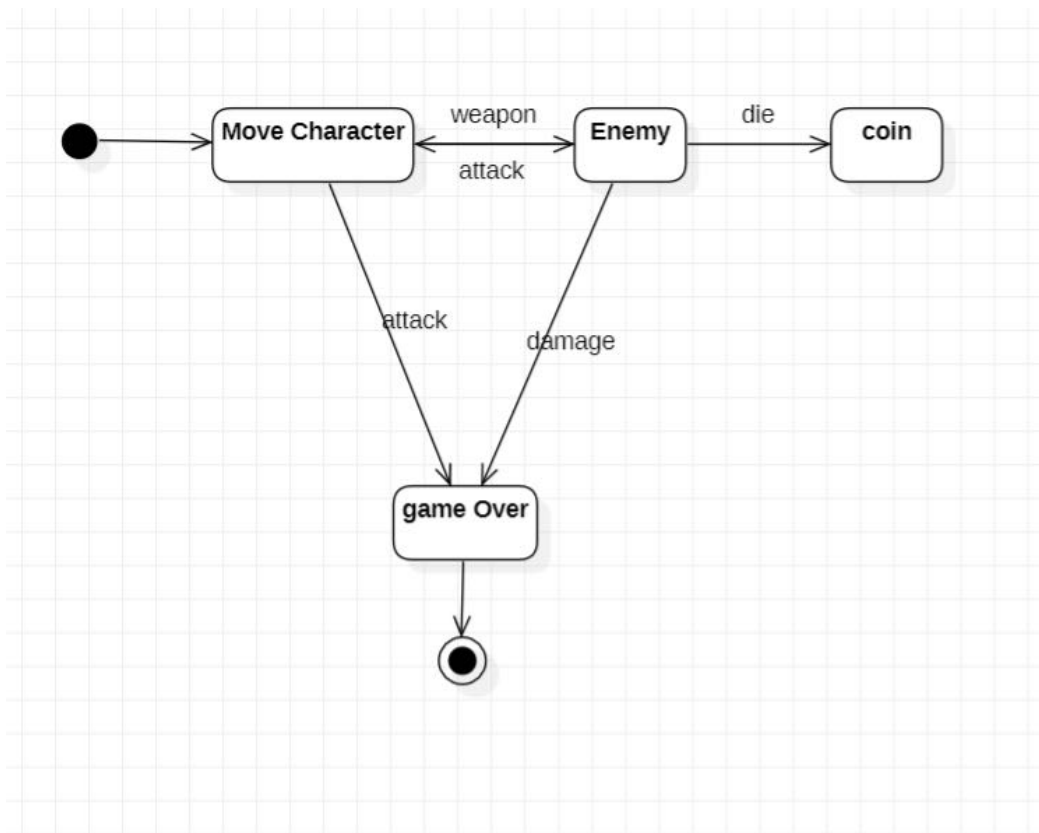 weapon
die
Move Character
Enemy
coin
attack
attack
damage
game Over